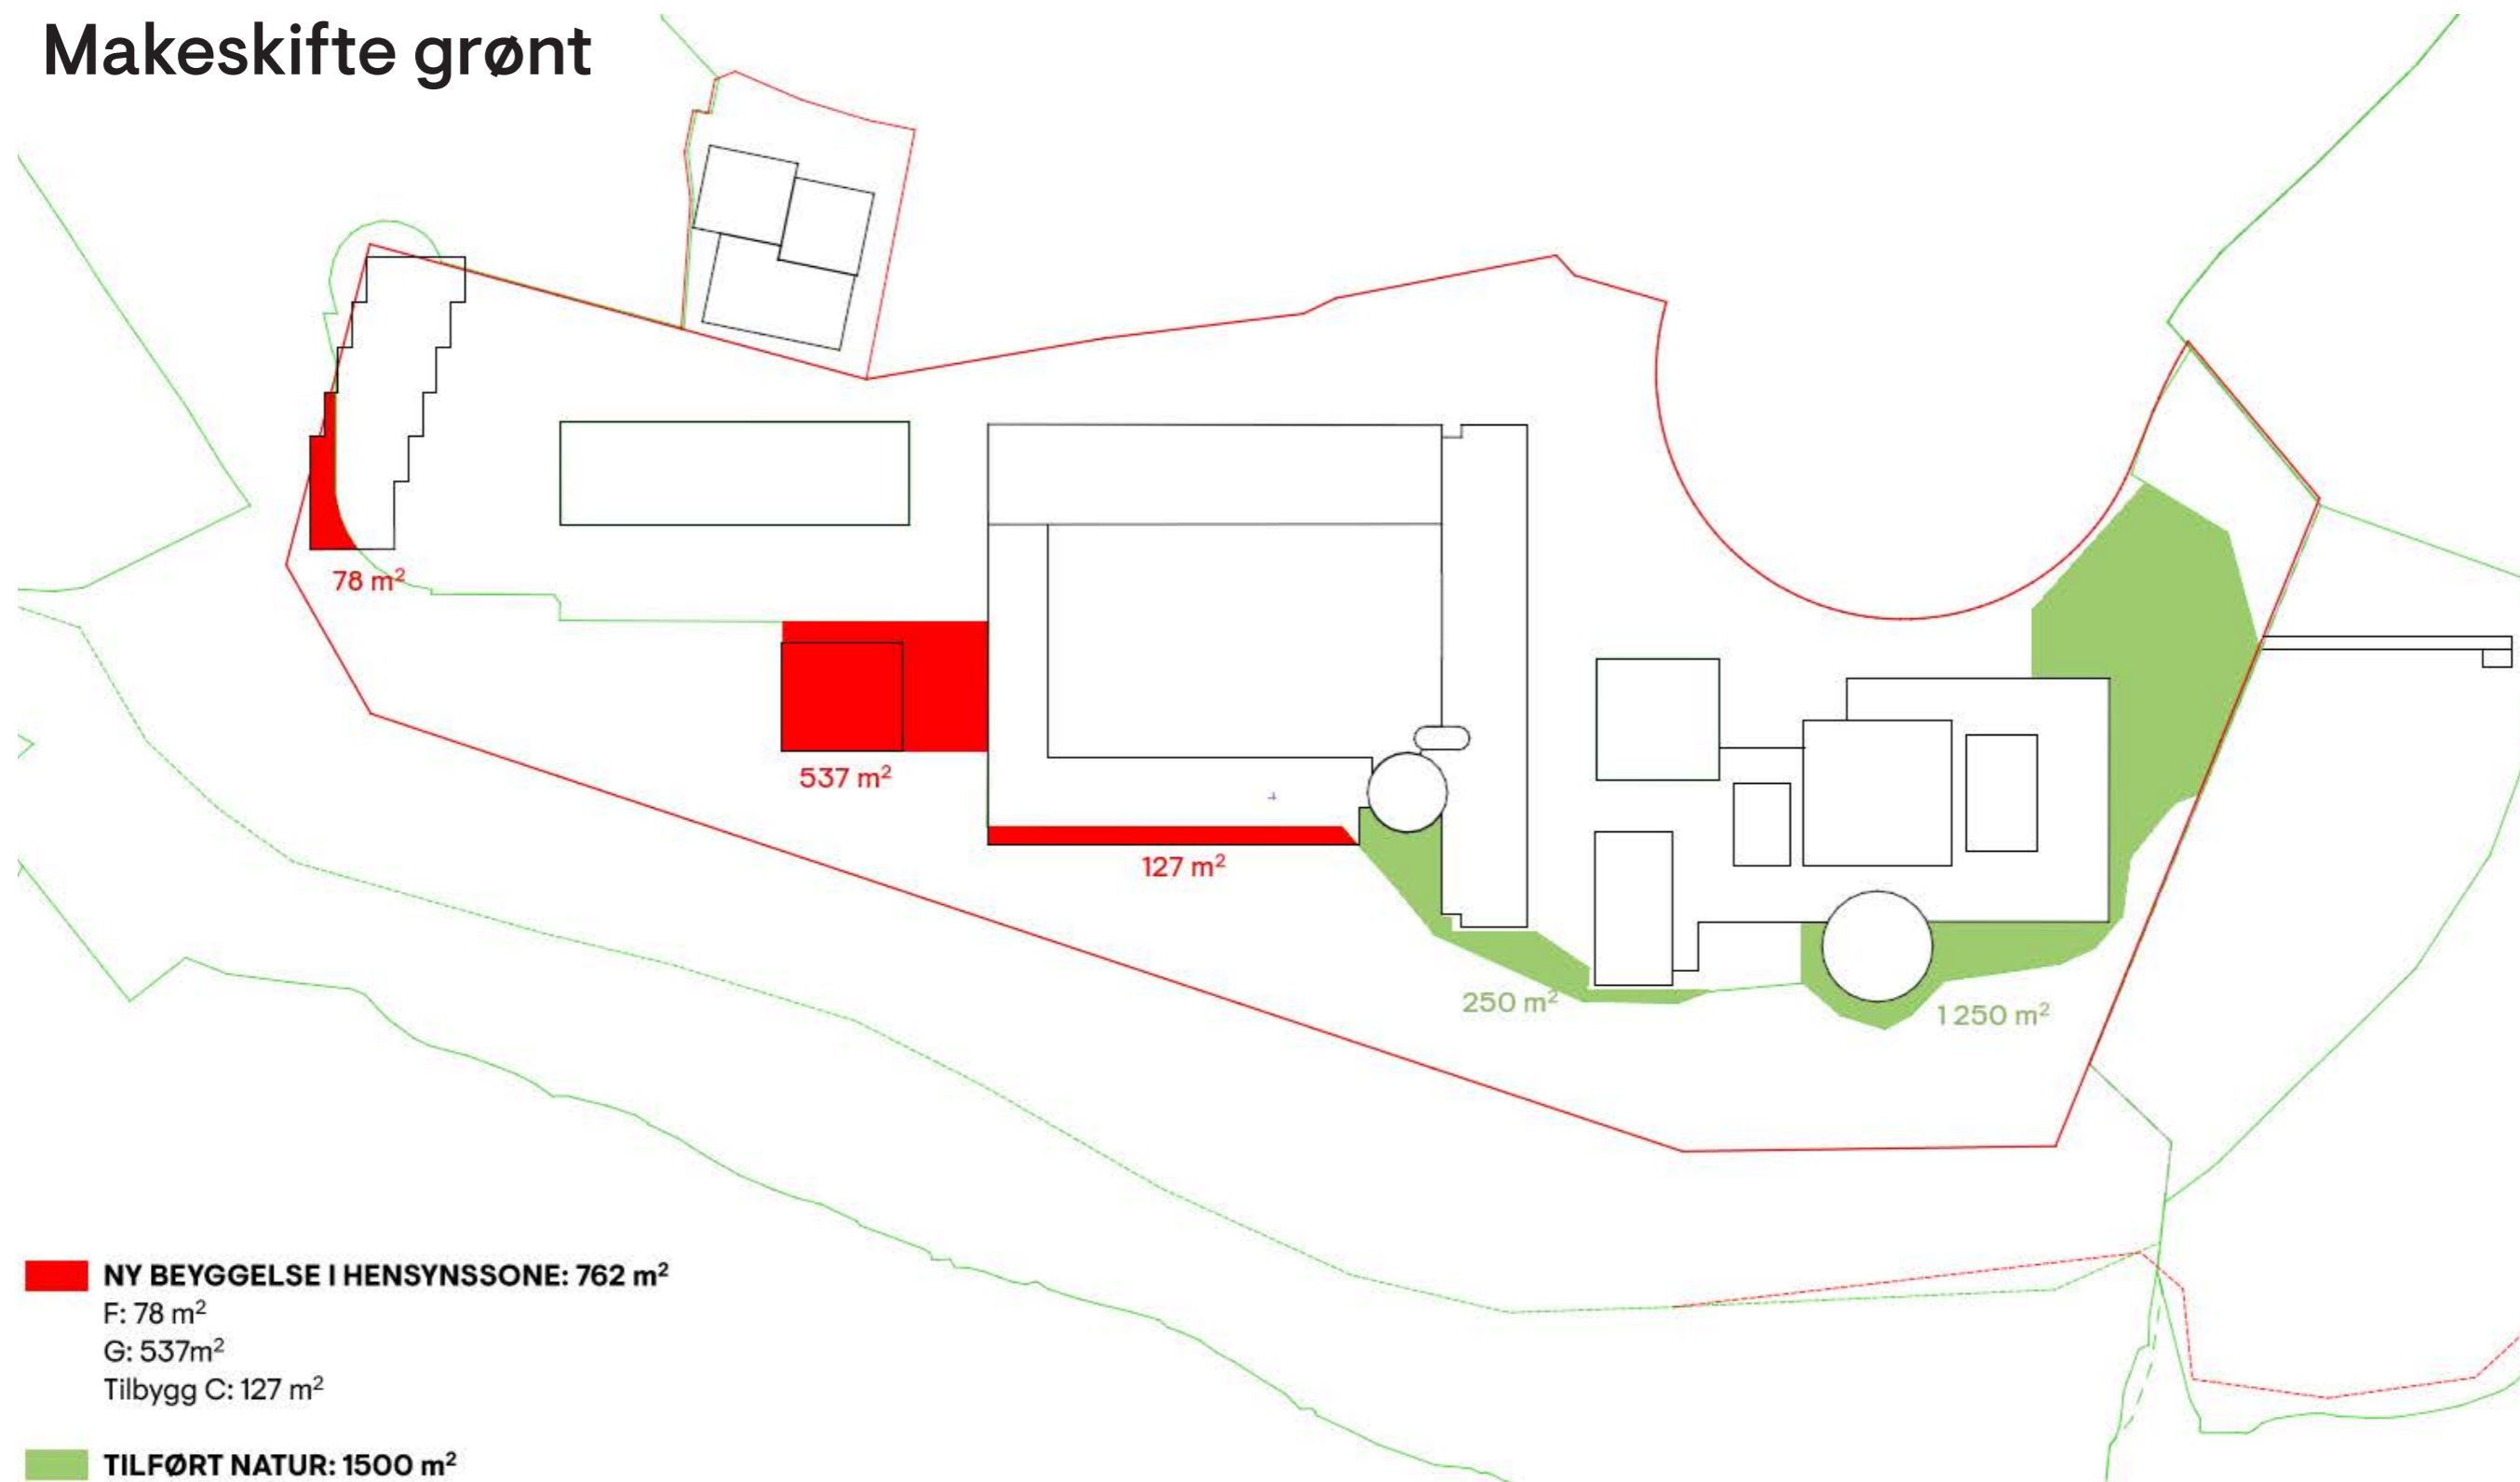 Makeskifte grønt
78 m²
537 m²
127 m²
250 m²
1 250 m²
NY BEYGGELSE I HENSYNSSONE: 762 m²
F: 78 m²
G: 537m²
Tilbygg C: 127 m²
TILFØRT NATUR: 1500 m²